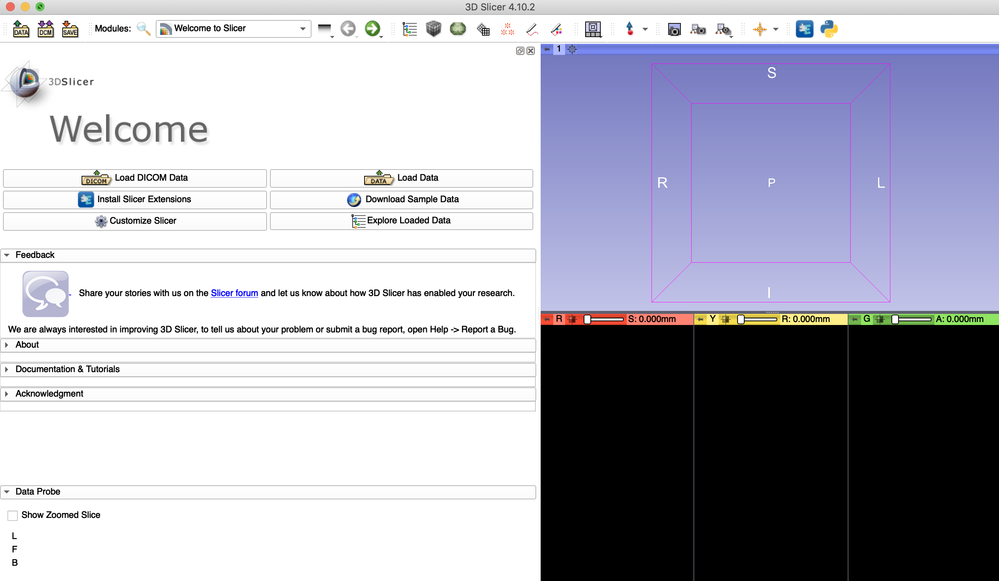 3D Slicer 4.10.2
DATA DCM SAVE Modules: Welcome to Slicer
1
3DSlicer
Welcome
S
R P L
I
DICOM Load DICOM Data
DATA Load Data
Install Slicer Extensions
Download Sample Data
Customize Slicer
Explore Loaded Data
Feedback
Share your stories with us on the Slicer forum and let us know about how 3D Slicer has enabled your research.
We are always interested in improving 3D Slicer, to tell us about your problem or submit a bug report, open Help -> Report a Bug.
About
Documentation & Tutorials
Acknowledgment
Data Probe
Show Zoomed Slice
L
F
B
R S: 0.000mm
Y R: 0.000mm
G A: 0.000mm